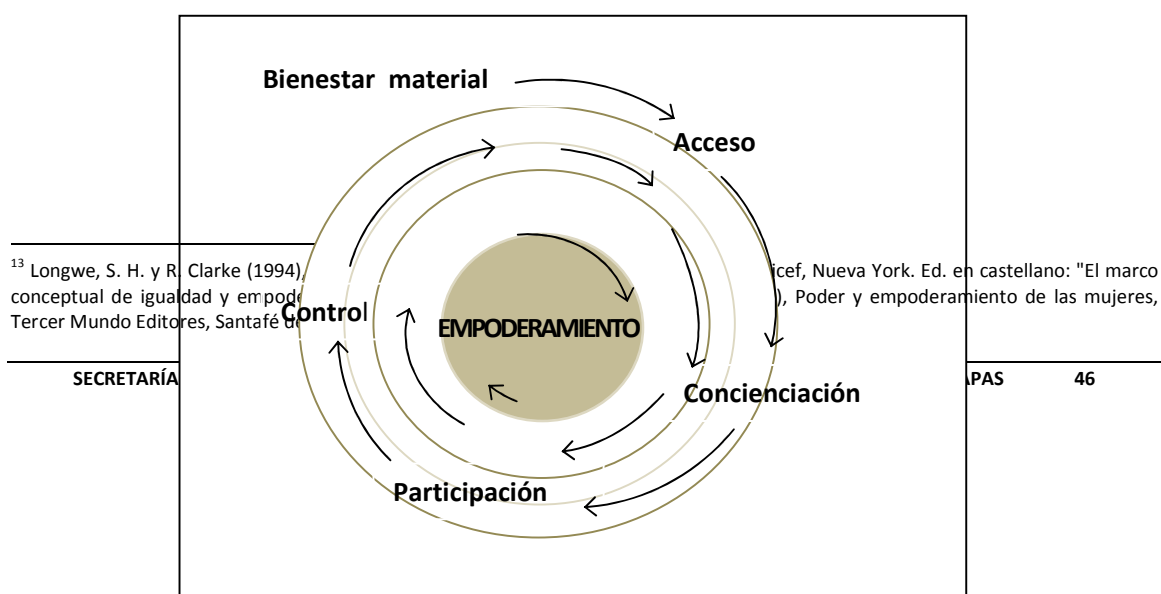 Bienestar material
Acceso
Control
EMPODERAMIENTO
Concienciación
Participación
13 Longwe, S. H. y R. Clarke (1994), icef, Nueva York. Ed. en castellano: "El marco
conceptual de igualdad y empode ), Poder y empoderamiento de las mujeres,
Tercer Mundo Editores, Santafé de
SECRETARÍA APAS 46